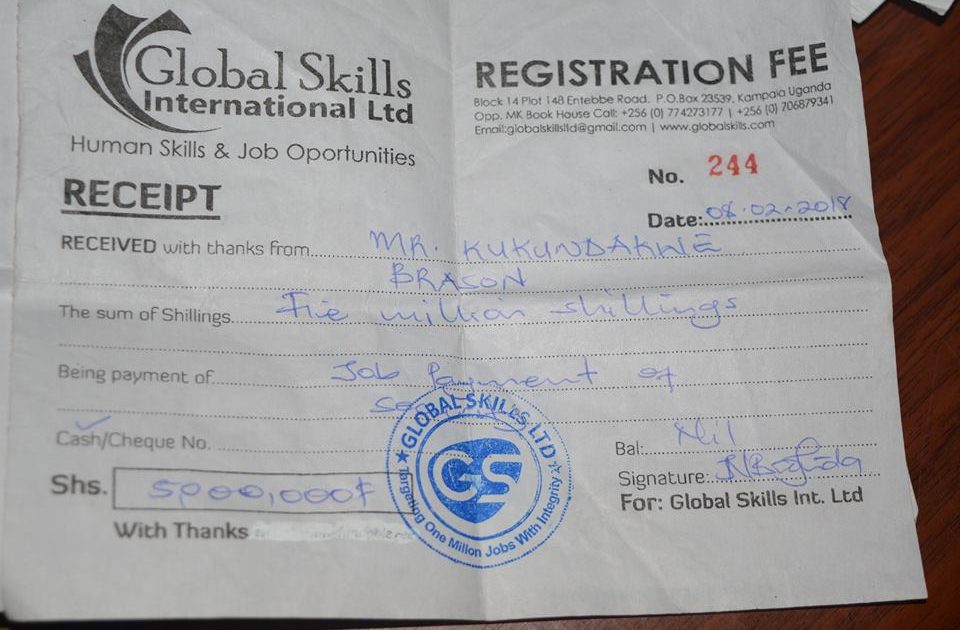 Global Skills
International Ltd
Human Skills & Job Oportunities
REGISTRATION FEE
Block 14 Plot 148 Entebbe Road. P.O.Box 23539, Kampala Uganda
Opp. MK Book House Call: +256 (0) 774273177 | +256 (0) 706879341
Email:globalskillsltd@gmail.com | www.globalskills.com
RECEIPT
No. 244
Date: 08.02.2018
RECEIVED with thanks from MR. KUKUNDAKWE
BRASON
The sum of Shillings Five million shillings
Being payment of Job Payment of
Cash/Cheque No.
Bal: Nil
Shs. 5000,000
Signature:
For: Global Skills Int. Ltd
With Thanks
GLOBAL SKILLS LTD
GS
Targeting One Millon Jobs With Integrity